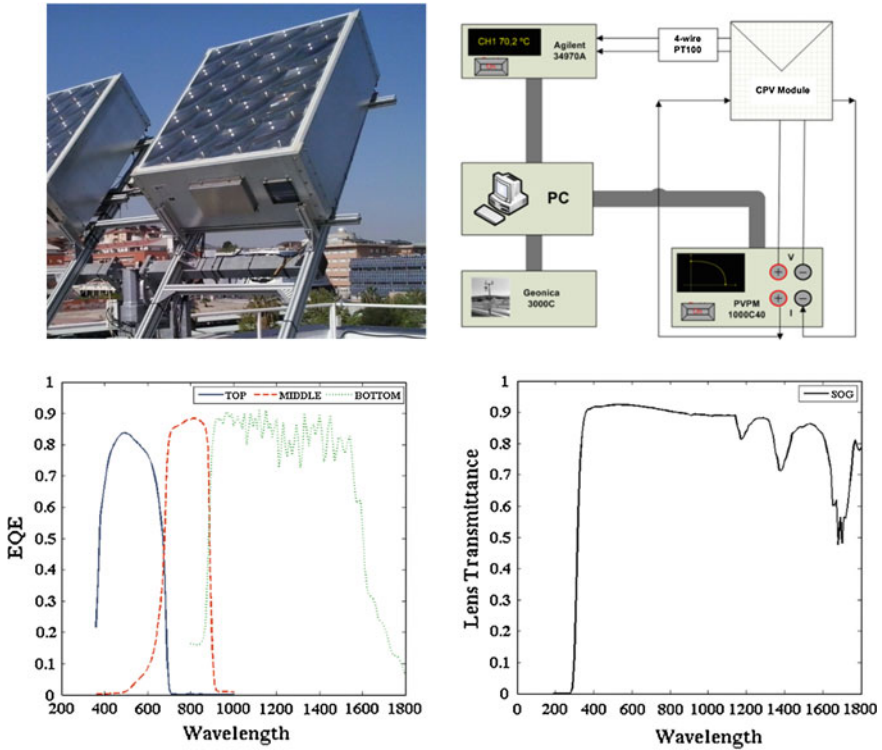 CH1 70,2 ºC
Agilent
34970A
4-wire
PT100
CPV Module
PC
Geonica
3000C
V
PVPM
1000C40
I
TOP MIDDLE BOTTOM
EQE
1
0.9
0.8
0.7
0.6
0.5
0.4
0.3
0.2
0.1
0
200 400 600 800 1000 1200 1400 1600 1800
Wavelength
SOG
Lens Transmittance
1
0.9
0.8
0.7
0.6
0.5
0.4
0.3
0.2
0.1
0
0 200 400 600 800 1000 1200 1400 1600 1800
Wavelength